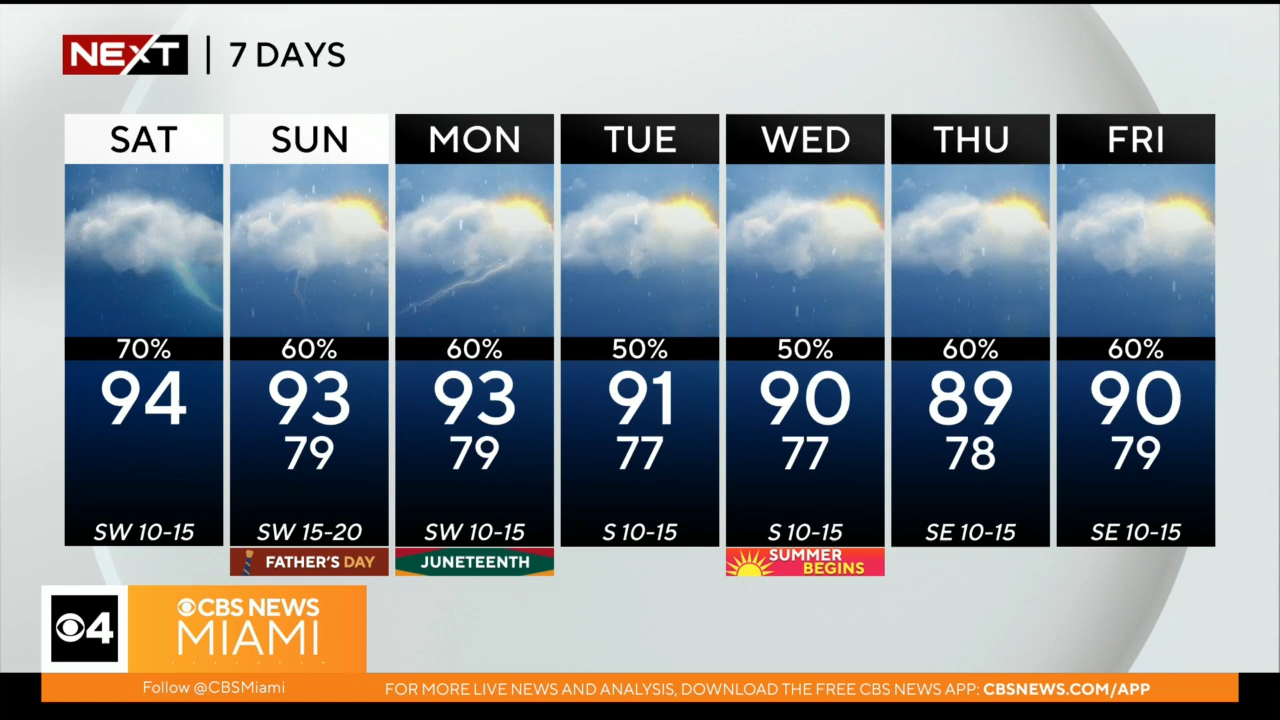 NEXT | 7 DAYS
SAT SUN MON TUE WED THU FRI
70% 60% 60% 50% 50% 60% 60%
94 93 93 91 90 89 90
79 79 77 77 78 79
SW 10-15 SW 15-20 SW 10-15 S 10-15 S 10-15 SE 10-15 SE 10-15
FATHER'S DAY JUNETEENTH SUMMER BEGINS
4 CBS NEWS
MIAMI
Follow @CBSMiami FOR MORE LIVE NEWS AND ANALYSIS, DOWNLOAD THE FREE CBS NEWS APP: CBSNEWS.COM/APP